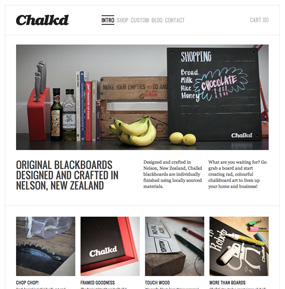 Chalkd
INTRO SHOP CUSTOM BLOG CONTACT
CART (0)
SHOPPING
Bread
Milk
Rice
Honey
CHOCOLATE
Chalkd
ORIGINAL BLACKBOARDS
DESIGNED AND CRAFTED IN
NELSON, NEW ZEALAND
Designed and crafted in
Nelson, New Zealand, Chalkd
blackboards are individually
finished using locally sourced
materials.
What are you waiting for? Go
grab a board and start
creating rad, colourful
chalkboard art to liven up
your home and business!
Chalkd
CHOP CHOP!
FRAMED GOODNESS
TOUCH WOOD
MORE THAN BOARDS